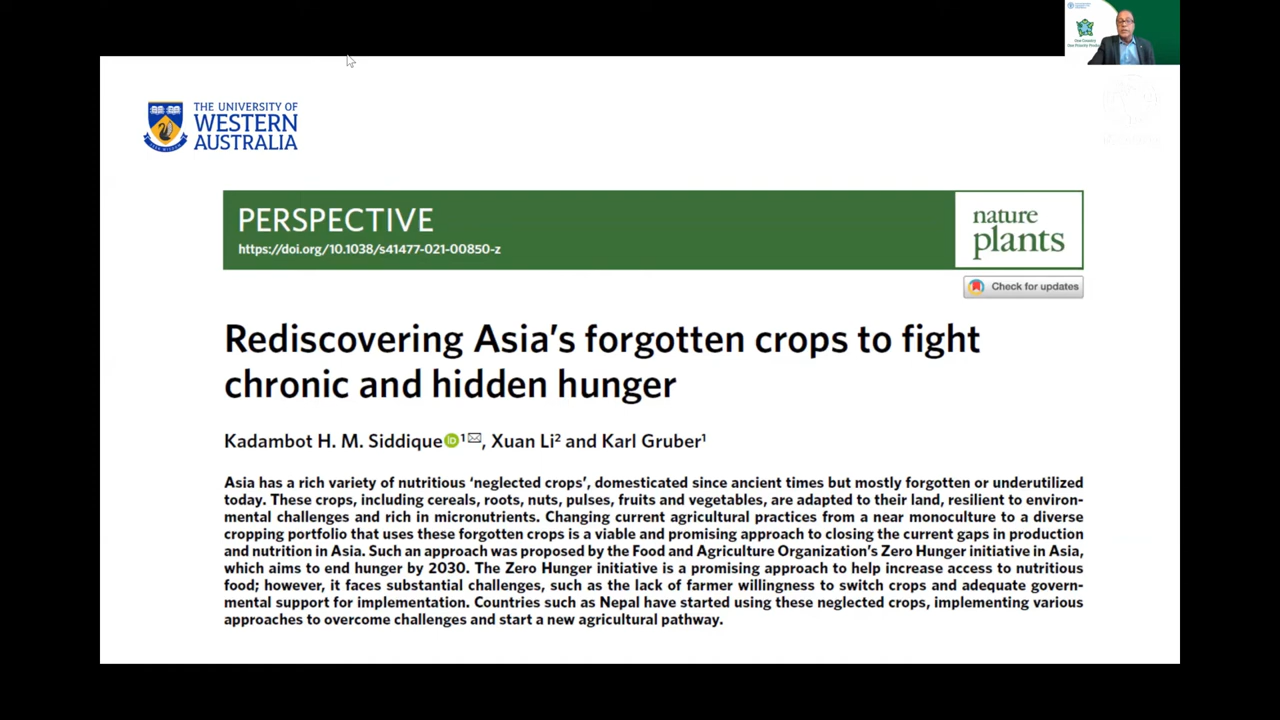 THE UNIVERSITY OF
WESTERN
AUSTRALIA
PERSPECTIVE
https://doi.org/10.1038/s41477-021-00850-z
nature
plants
Check for updates
Rediscovering Asia's forgotten crops to fight
chronic and hidden hunger
Kadambot H. M. Siddique iD 1, Xuan Li2 and Karl Gruber1
Asia has a rich variety of nutritious 'neglected crops', domesticated since ancient times but mostly forgotten or underutilized
today. These crops, including cereals, roots, nuts, pulses, fruits and vegetables, are adapted to their land, resilient to environ-
mental challenges and rich in micronutrients. Changing current agricultural practices from a near monoculture to a diverse
cropping portfolio that uses these forgotten crops is a viable and promising approach to closing the current gaps in production
and nutrition in Asia. Such an approach was proposed by the Food and Agriculture Organization's Zero Hunger initiative in Asia,
which aims to end hunger by 2030. The Zero Hunger initiative is a promising approach to help increase access to nutritious
food; however, it faces substantial challenges, such as the lack of farmer willingness to switch crops and adequate govern-
mental support for implementation. Countries such as Nepal have started using these neglected crops, implementing various
approaches to overcome challenges and start a new agricultural pathway.